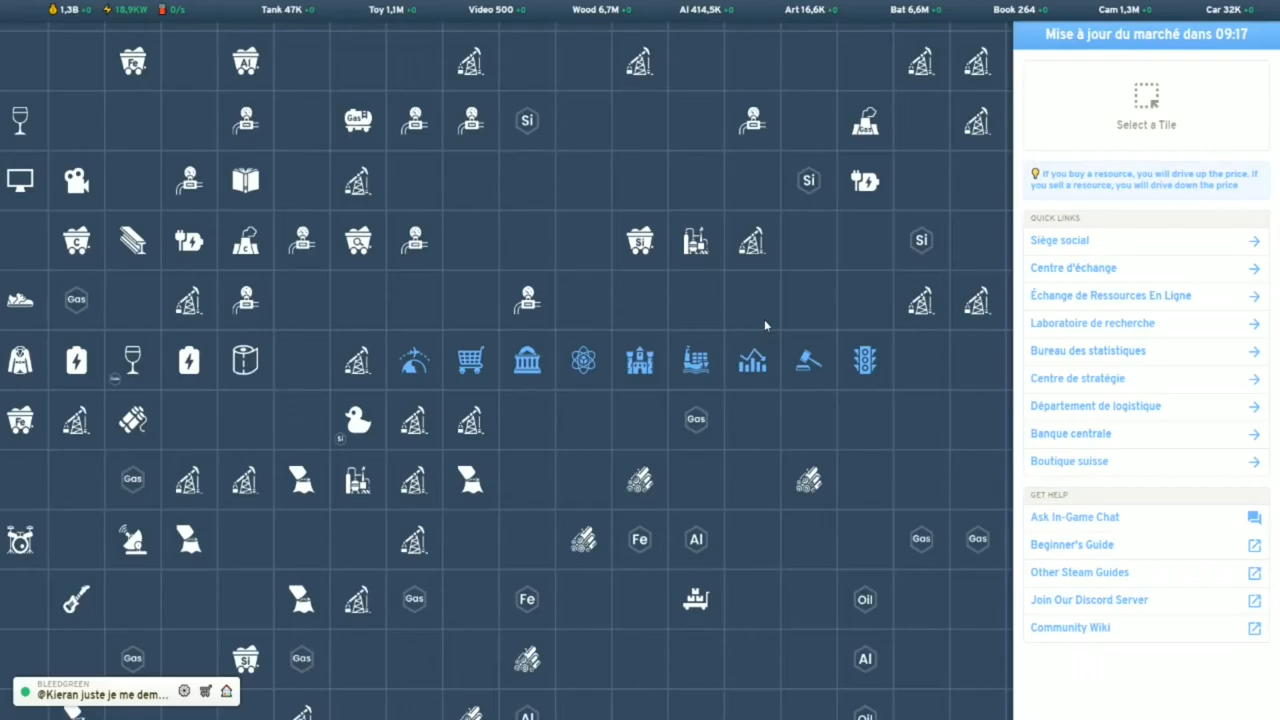 1,3B +0 18,9KW 0/s Tank 47K +0 Toy 1,1M +0 Video 500 +0 Wood 6,7M +0 Al 414,5K +0 Art 16,6K +0 Bat 6,6M +0 Book 264 +0 Cam 1,3M +0 Car 32K +0
Fe Al
Gas Si Gas
Si
C C Si Si
Gas
Fe Si Gas
Gas
Fe Al Gas Gas
Gas Fe Oil
Gas Si Gas Al
Al Oil
BLEEDGREEN
@Kieran juste je me dem...
Mise à jour du marché dans 09:17
Select a Tile
If you buy a resource, you will drive up the price. If
you sell a resource, you will drive down the price
QUICK LINKS
Siège social
Centre d'échange
Échange de Ressources En Ligne
Laboratoire de recherche
Bureau des statistiques
Centre de stratégie
Département de logistique
Banque centrale
Boutique suisse
GET HELP
Ask In-Game Chat
Beginner's Guide
Other Steam Guides
Join Our Discord Server
Community Wiki